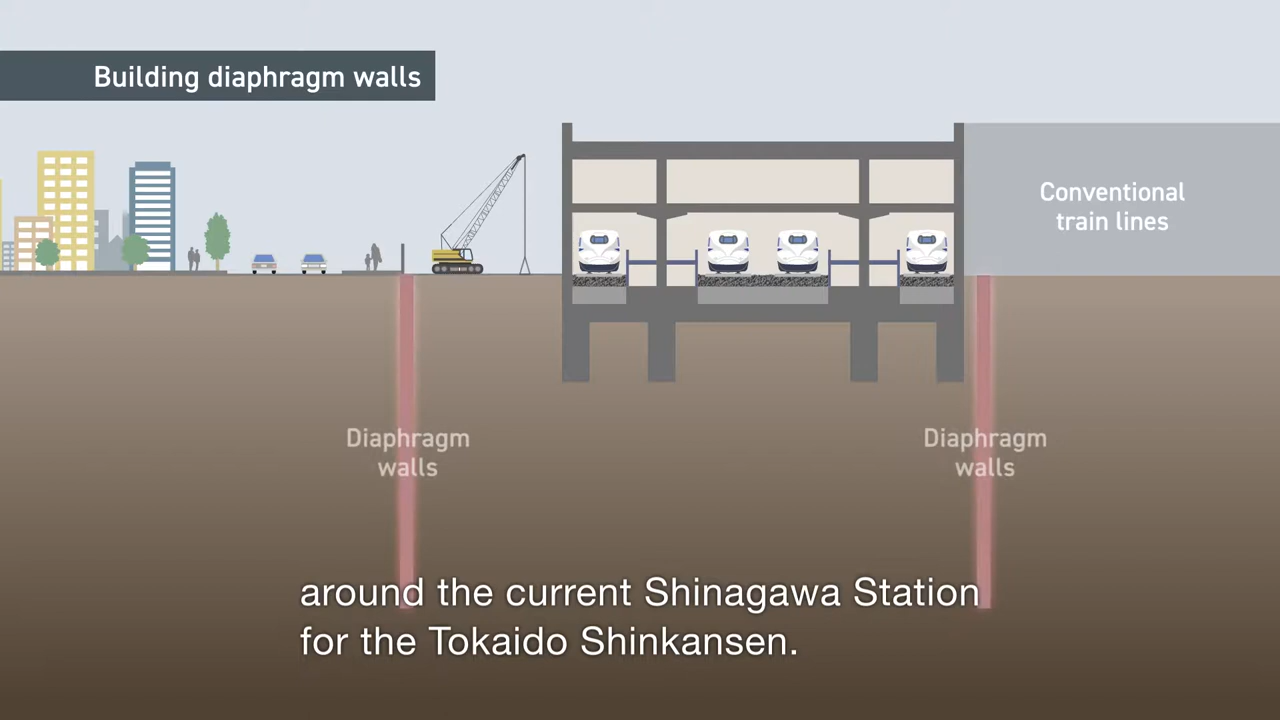 Building diaphragm walls
Conventional
train lines
Diaphragm
walls
Diaphragm
walls
around the current Shinagawa Station
for the Tokaido Shinkansen.